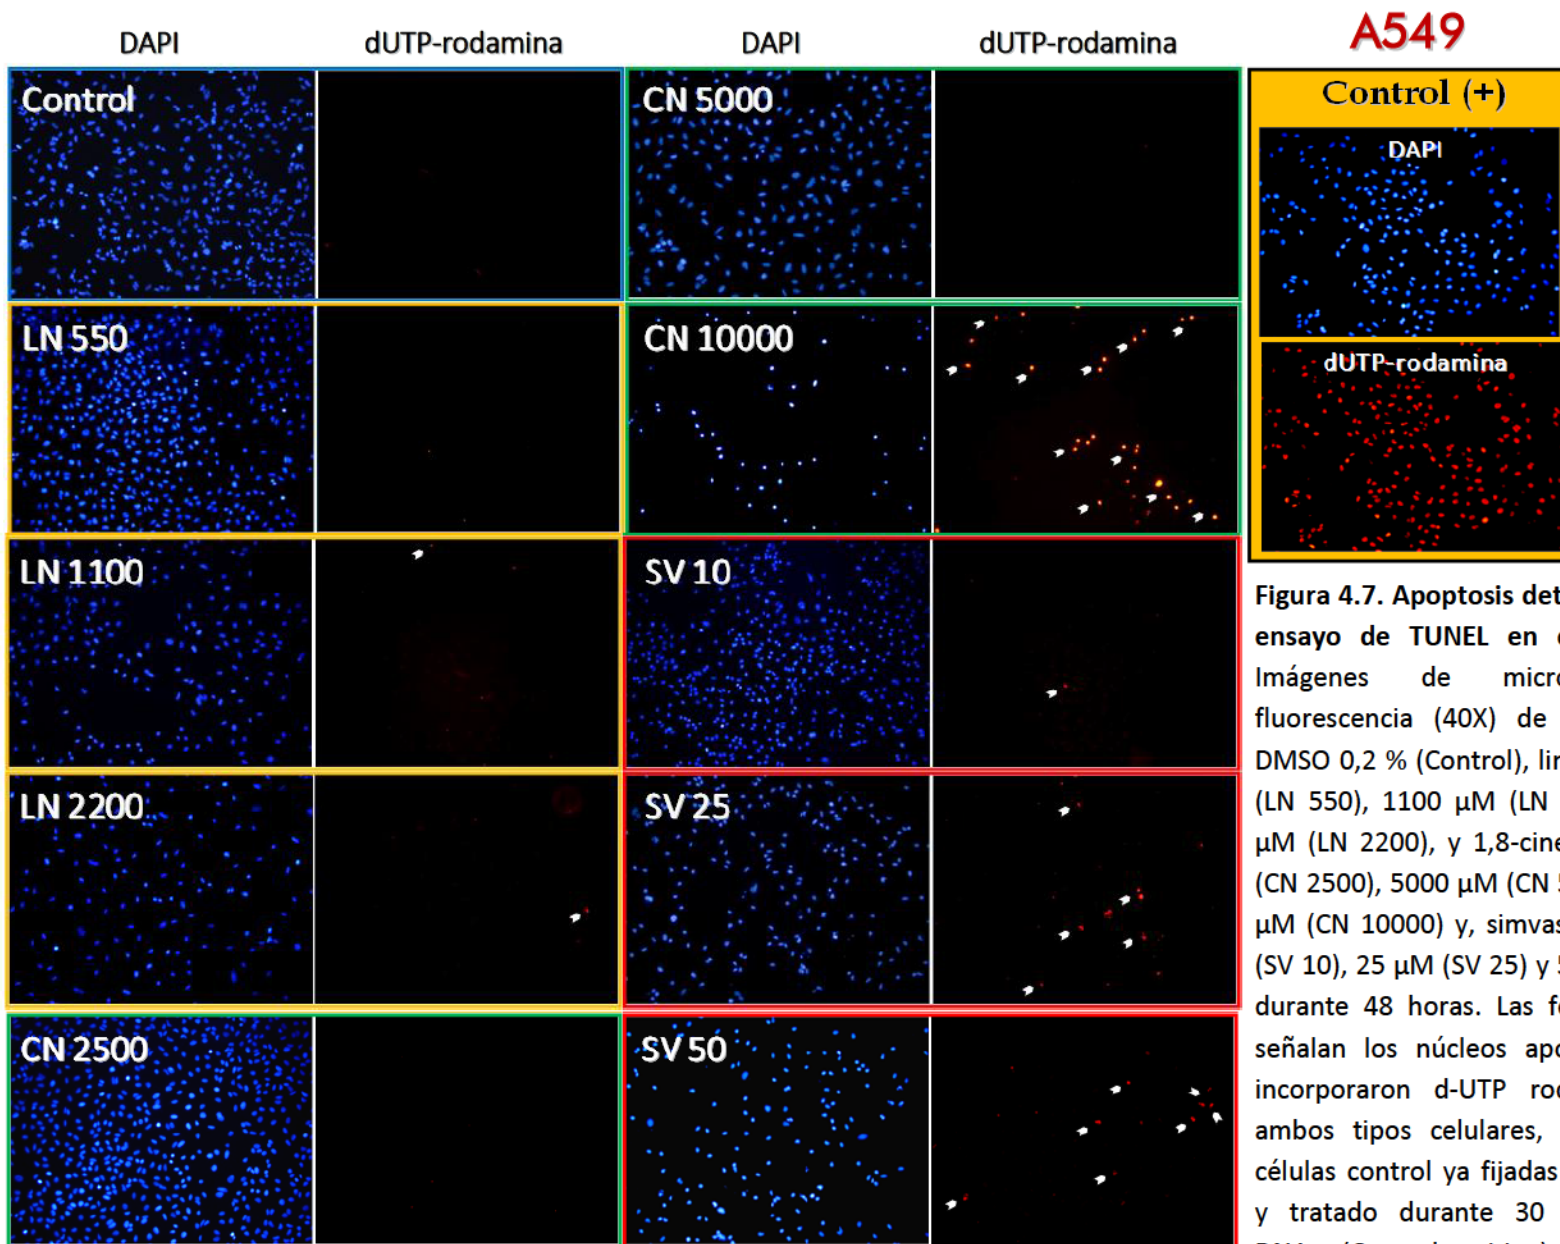 DAPI dUTP-rodamina DAPI dUTP-rodamina A549
Control
CN 5000
LN 550
CN 10000
LN 1100
SV 10
LN 2200
SV 25
CN 2500
SV 50
Control (+)
DAPI
dUTP-rodamina
Figura 4.7. Apoptosis det
ensayo de TUNEL en
Imágenes de micro
fluorescencia (40X) de
DMSO 0,2 % (Control), lin
(LN 550), 1100 µM (LN
µM (LN 2200), y 1,8-cine
(CN 2500), 5000 µM (CN
µM (CN 10000) y, simvas
(SV 10), 25 µM (SV 25) y
durante 48 horas. Las
señalan los núcleos apo
incorporaron d-UTP rod
ambos tipos celulares,
células control ya fijadas
y tratado durante 30